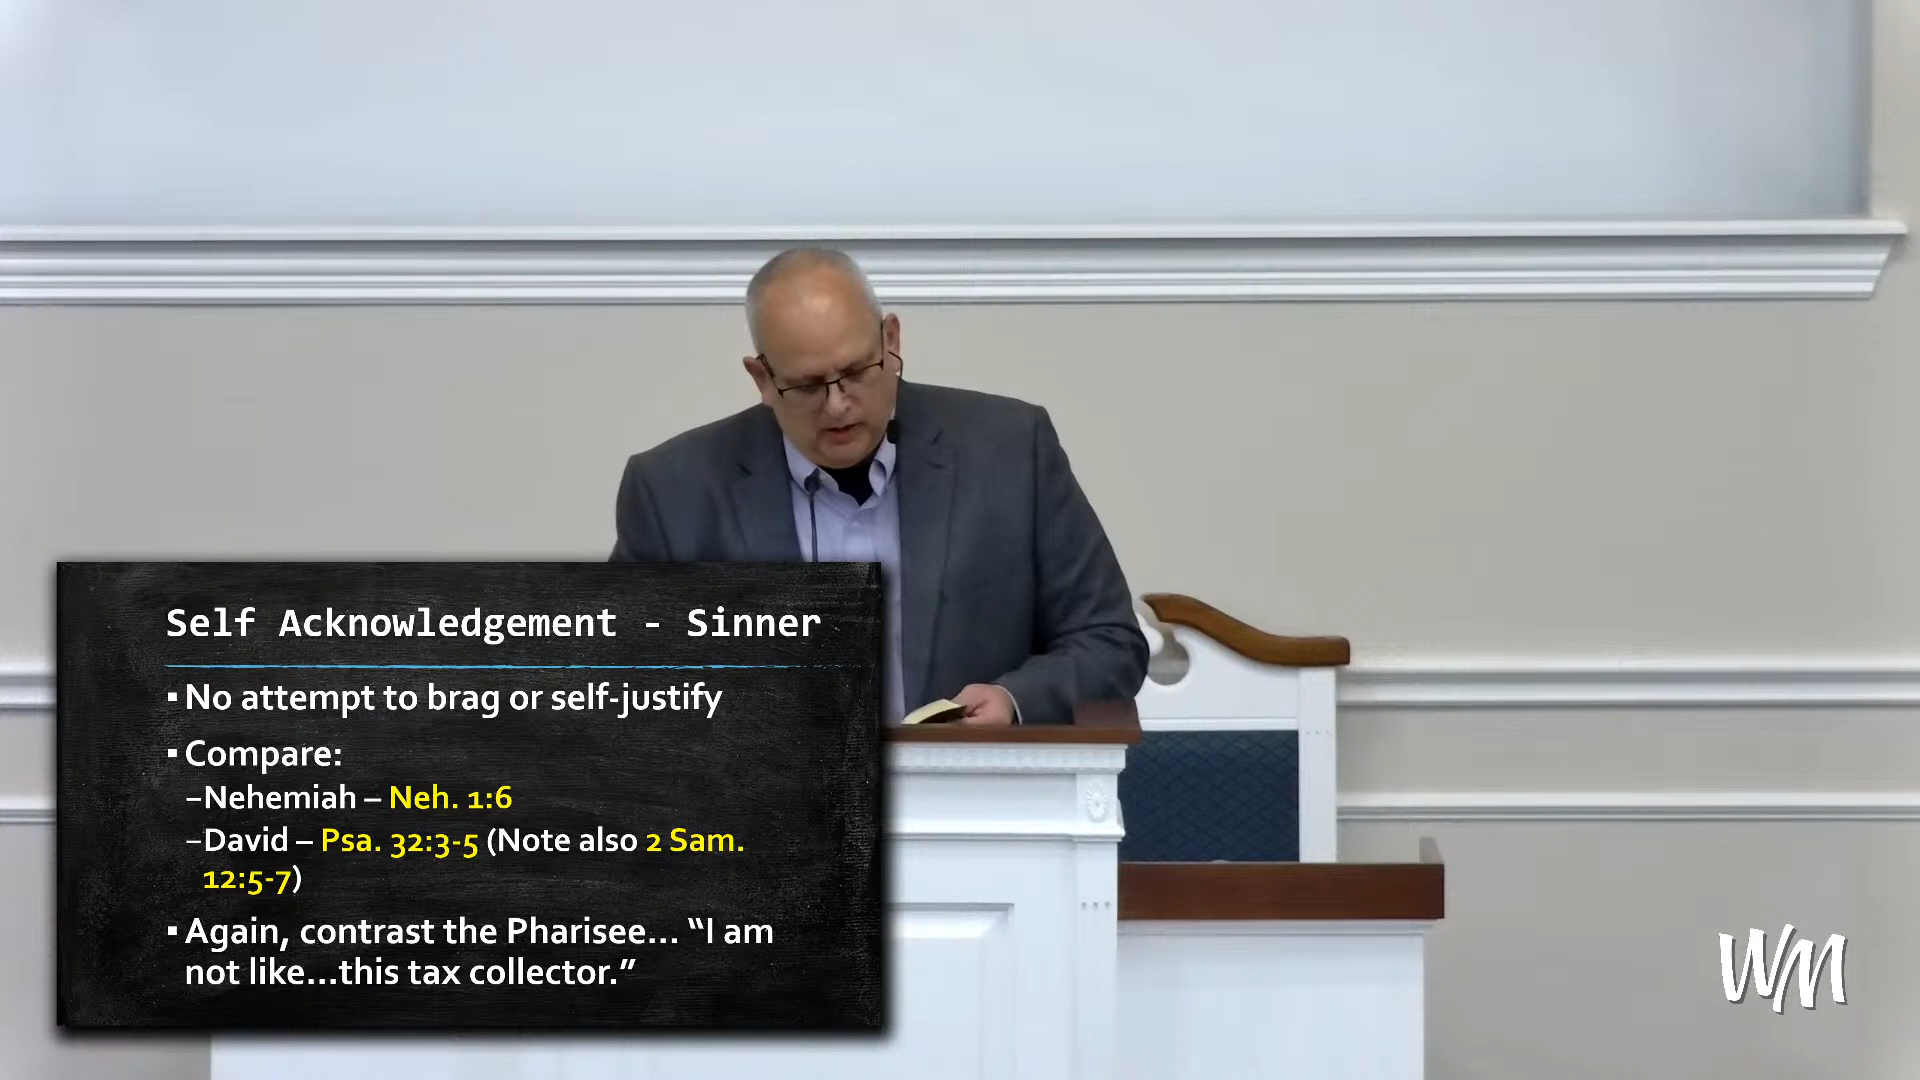 Self Acknowledgement - Sinner
▪ No attempt to brag or self-justify
▪ Compare:
–Nehemiah – Neh. 1:6
–David – Psa. 32:3-5 (Note also 2 Sam.
12:5-7)
▪ Again, contrast the Pharisee... “I am
not like...this tax collector.”
WM